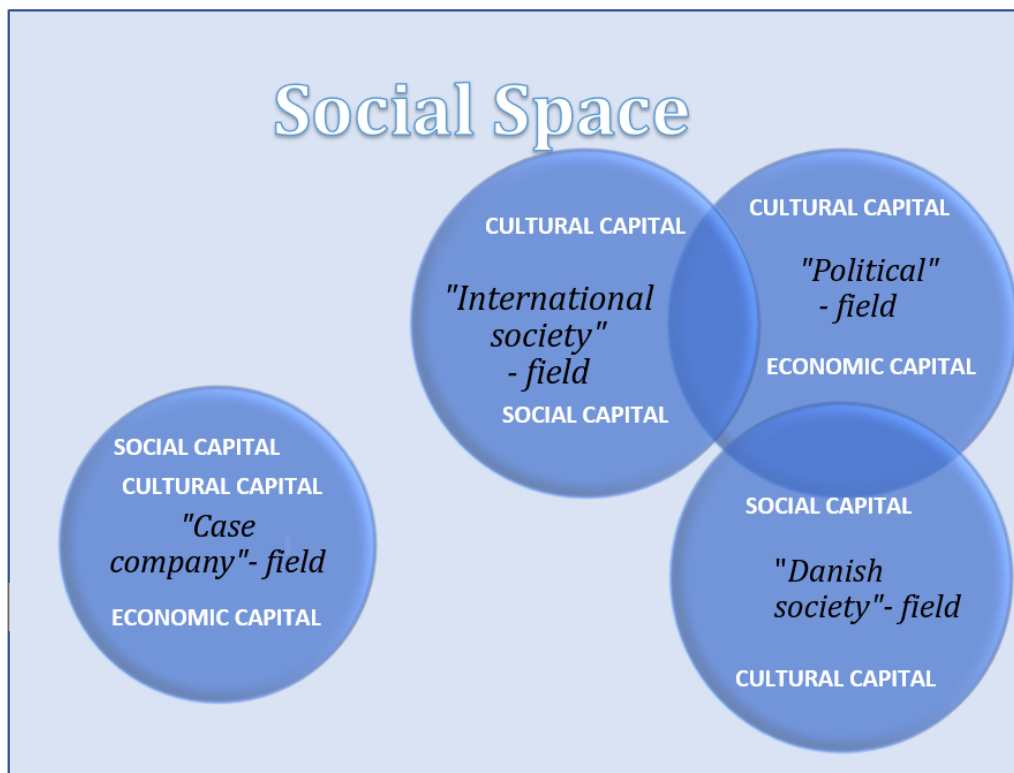 Social Space
CULTURAL CAPITAL
"International
society"
- field
SOCIAL CAPITAL
CULTURAL CAPITAL
"Political"
- field
ECONOMIC CAPITAL
SOCIAL CAPITAL
CULTURAL CAPITAL
"Case
company"- field
ECONOMIC CAPITAL
SOCIAL CAPITAL
"Danish
society"- field
CULTURAL CAPITAL